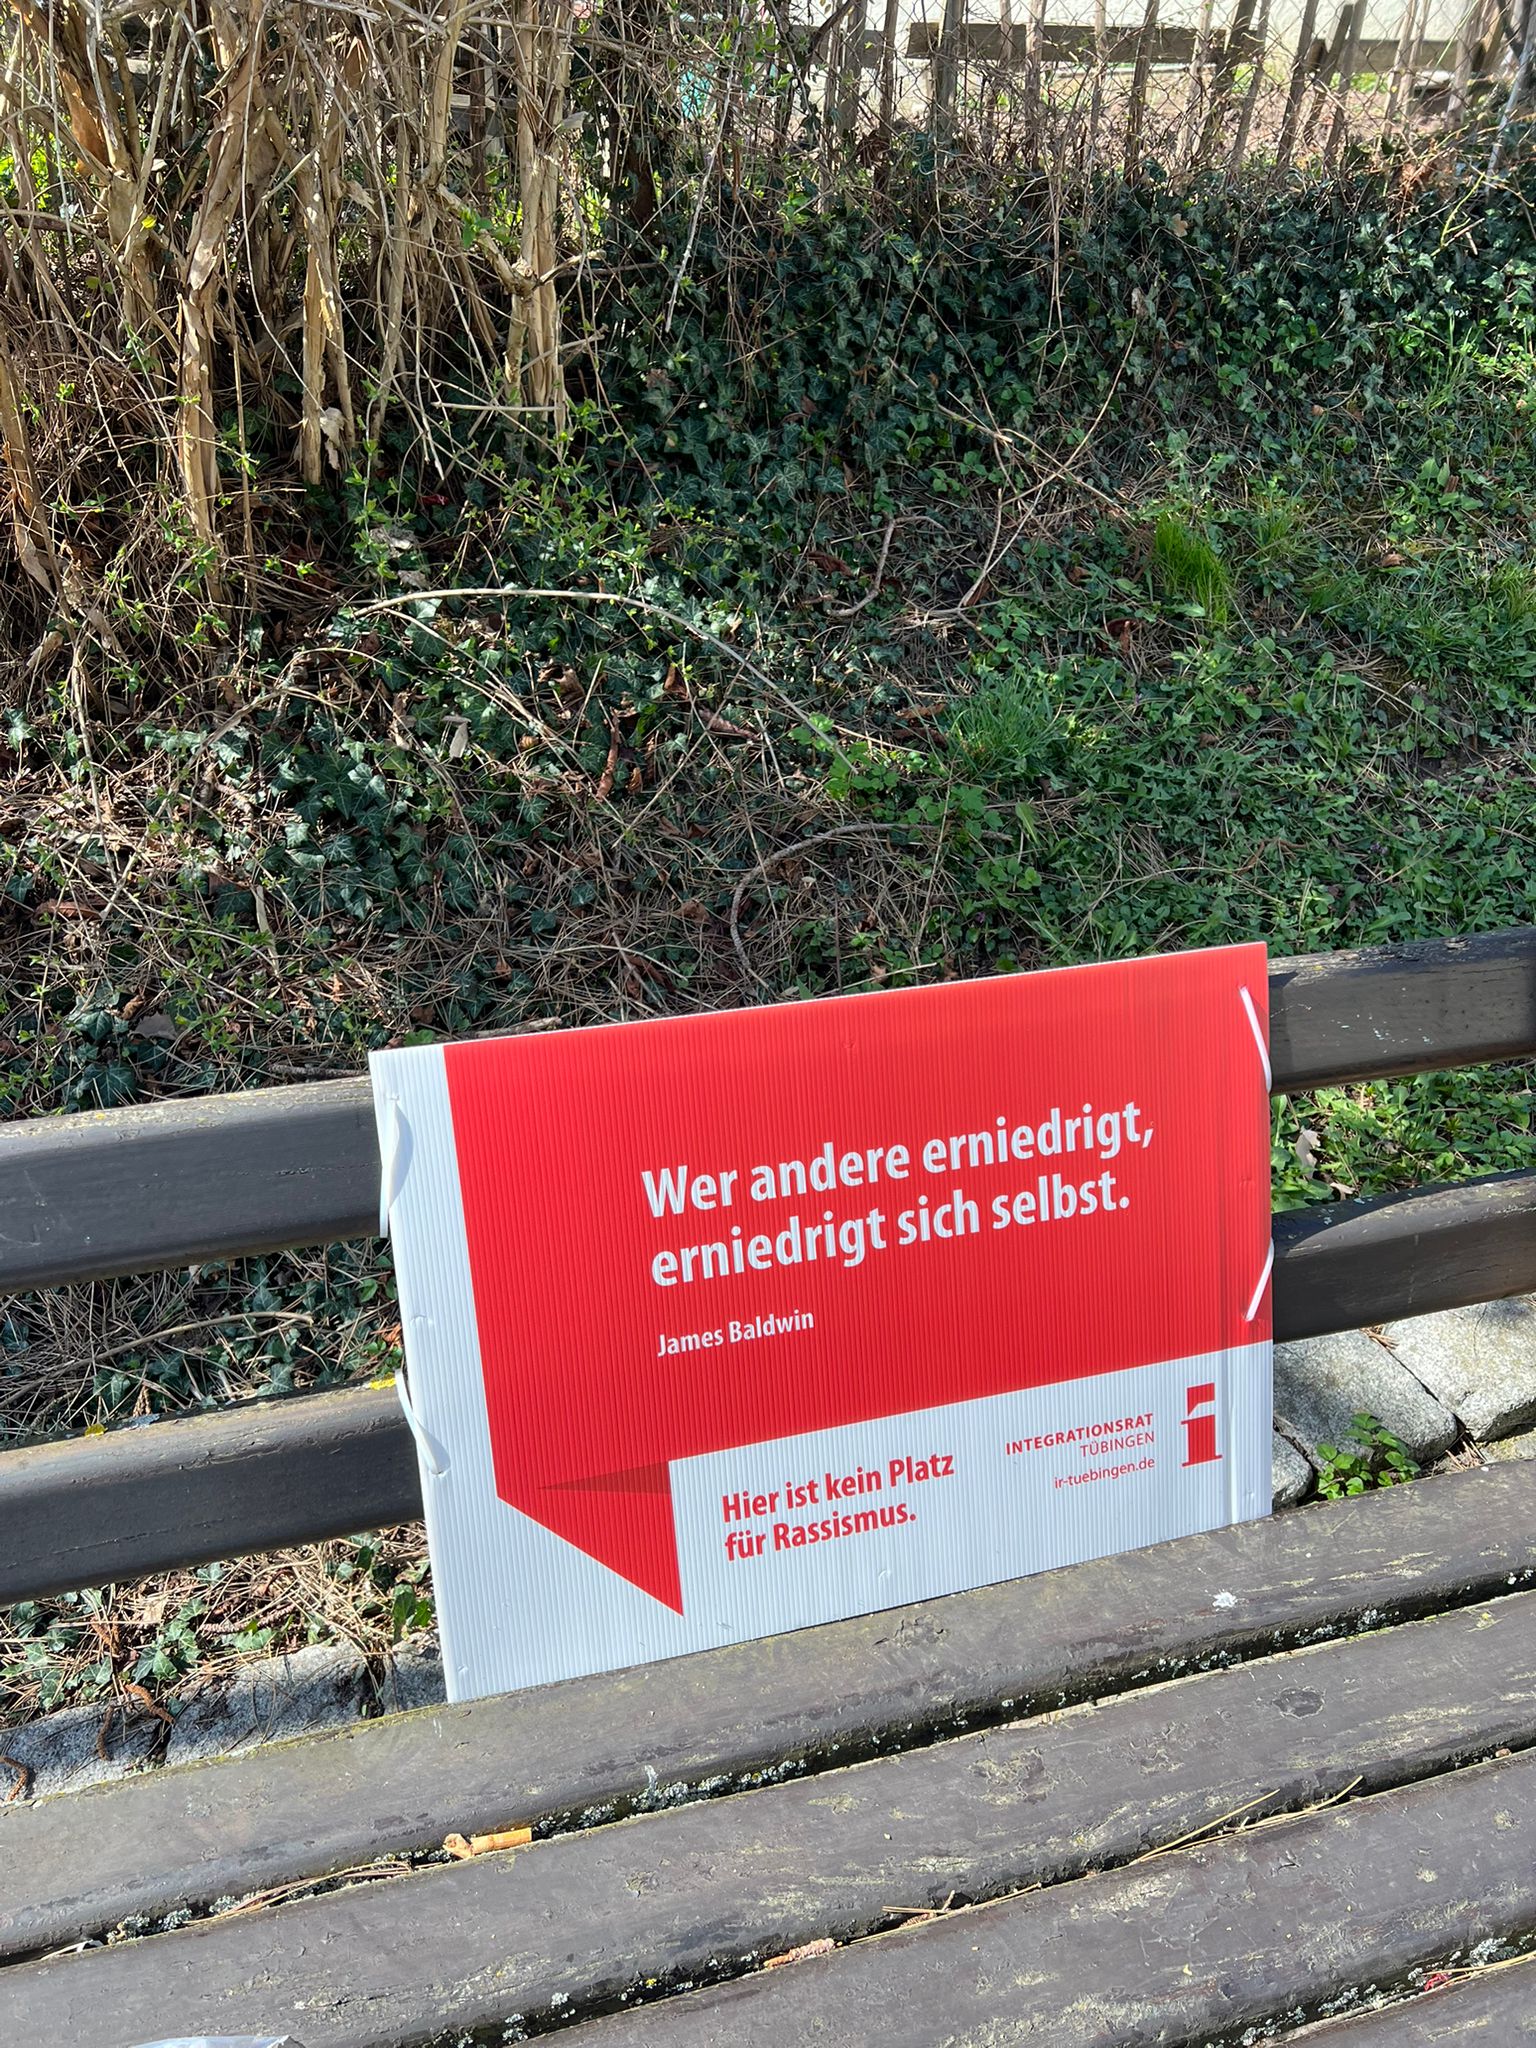 Wer andere erniedrigt,
erniedrigt sich selbst.
James Baldwin
Hier ist kein Platz
für Rassismus.
INTEGRATIONSRAT
TÜBINGEN
ir-tuebingen.de